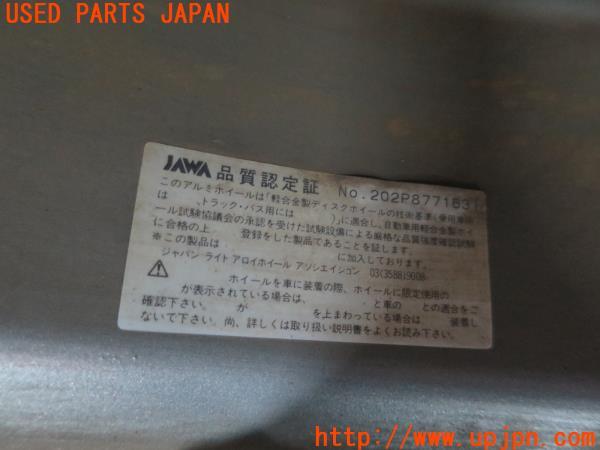 USED PARTS JAPAN
JAWA 品質認定証 No.202P8771631
このアルミホイールは「軽合金製ディスクホイールの技術基準(乗用車用
、トラック・バス用には )」に適合し、自動車用軽合金製ホイ
ール試験協議会の承認を受けた試験設備による厳格な品質強度確認試験
に合格の上、 登録をした製品であることを証します。
※この製品は、 に加入しております。
ジャパン ライト アロイホイール アソシエイション 03(3588)9008
ホイールを車に装着の際、ホイールに限定使用の
が表示されている場合は、 と車の との適合をご
確認下さい。 が を上まわっている場合は 装着し
ないで下さい。尚、詳しくは取り扱い説明書をよくお読み下さい。
http://www.upjpn.com/